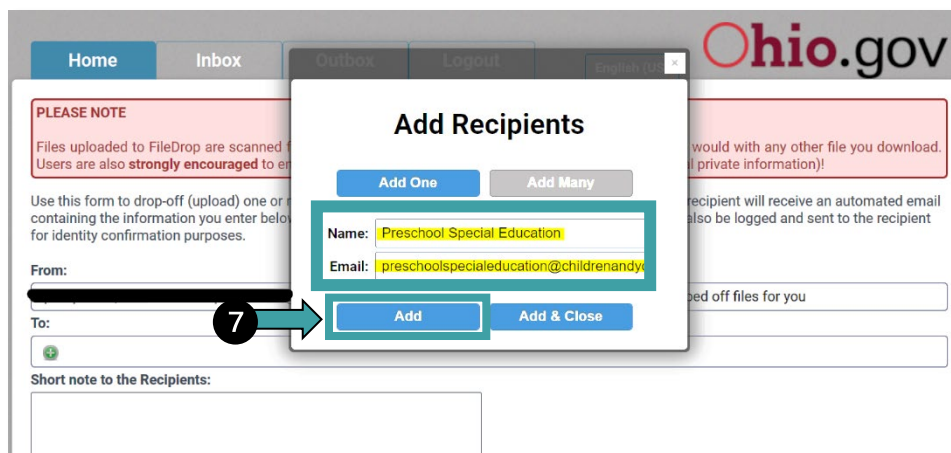 Ohio.gov
Home Inbox Outbox Logout English (US
×
PLEASE NOTE
Files uploaded to FileDrop are scanned
would with any other file you download.
Users are also strongly encouraged to
private information)!
Add Recipients
Add One Add Many
Use this form to drop-off (upload) one or
recipient will receive an automated email
containing the information you enter
also be logged and sent to the recipient
for identity confirmation purposes.
Name: Preschool Special Education
Email: preschoolspecialeducation@childrenandy
From:
off files for you
7
Add Add & Close
To:
Short note to the Recipients: